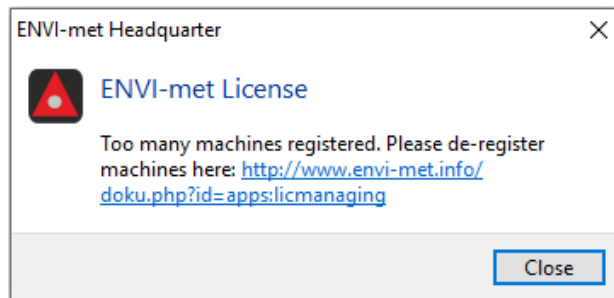 ENVI-met Headquarter
ENVI-met License
Too many machines registered. Please de-register
machines here: http://www.envi-met.info/
doku.php?id=apps:licmanaging
Close